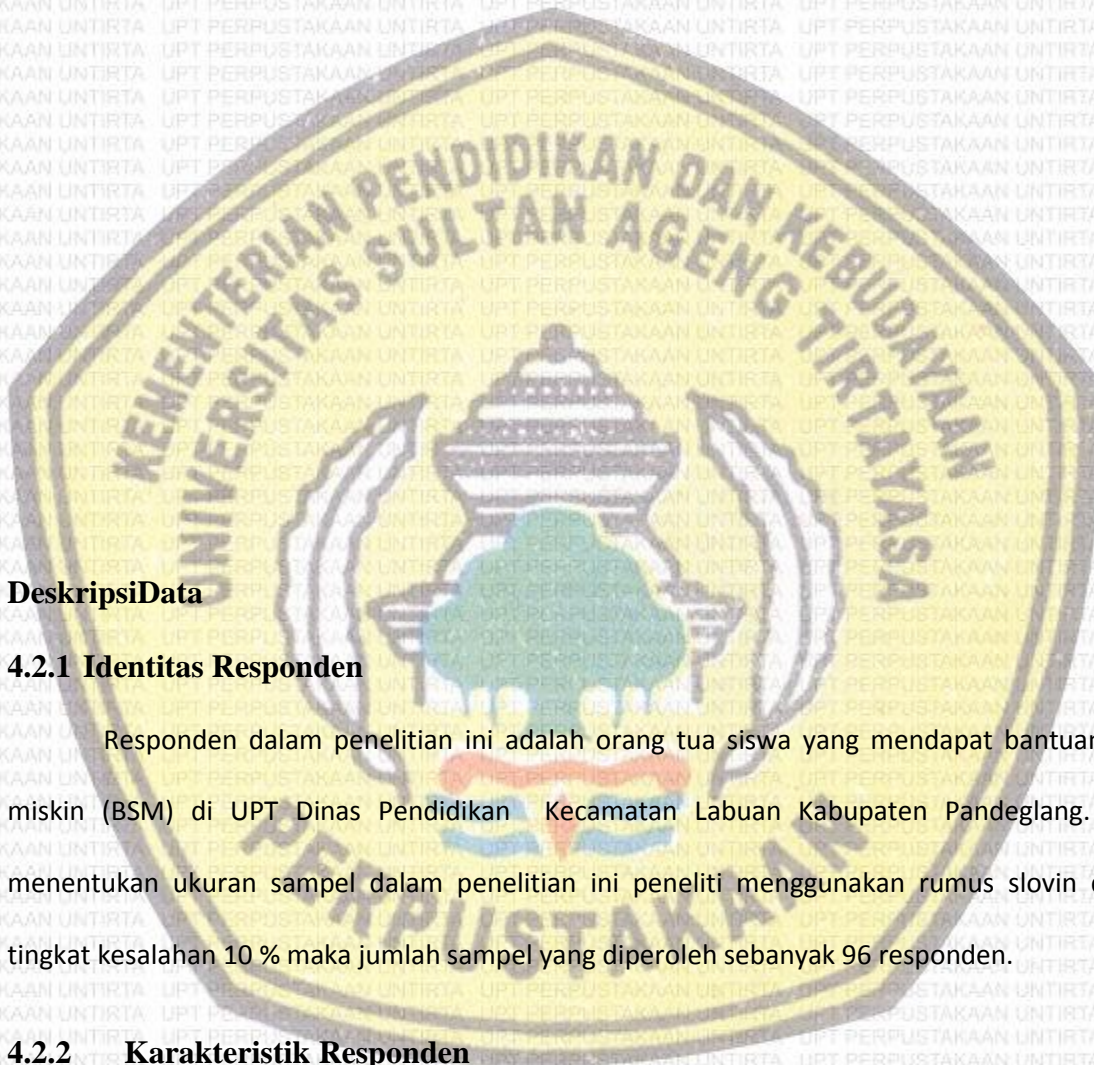 KEMENTERIAN PENDIDIKAN DAN KEBUDAYAAN
UNIVERSITAS SULTAN AGENG TIRTAYASA
DeskripsiData
4.2.1 Identitas Responden
Responden dalam penelitian ini adalah orang tua siswa yang mendapat bantuan
miskin (BSM) di UPT Dinas Pendidikan Kecamatan Labuan Kabupaten Pandeglang.
menentukan ukuran sampel dalam penelitian ini peneliti menggunakan rumus slovin
tingkat kesalahan 10 % maka jumlah sampel yang diperoleh sebanyak 96 responden.
PERPUSTAKAAN
4.2.2 Karakteristik Responden